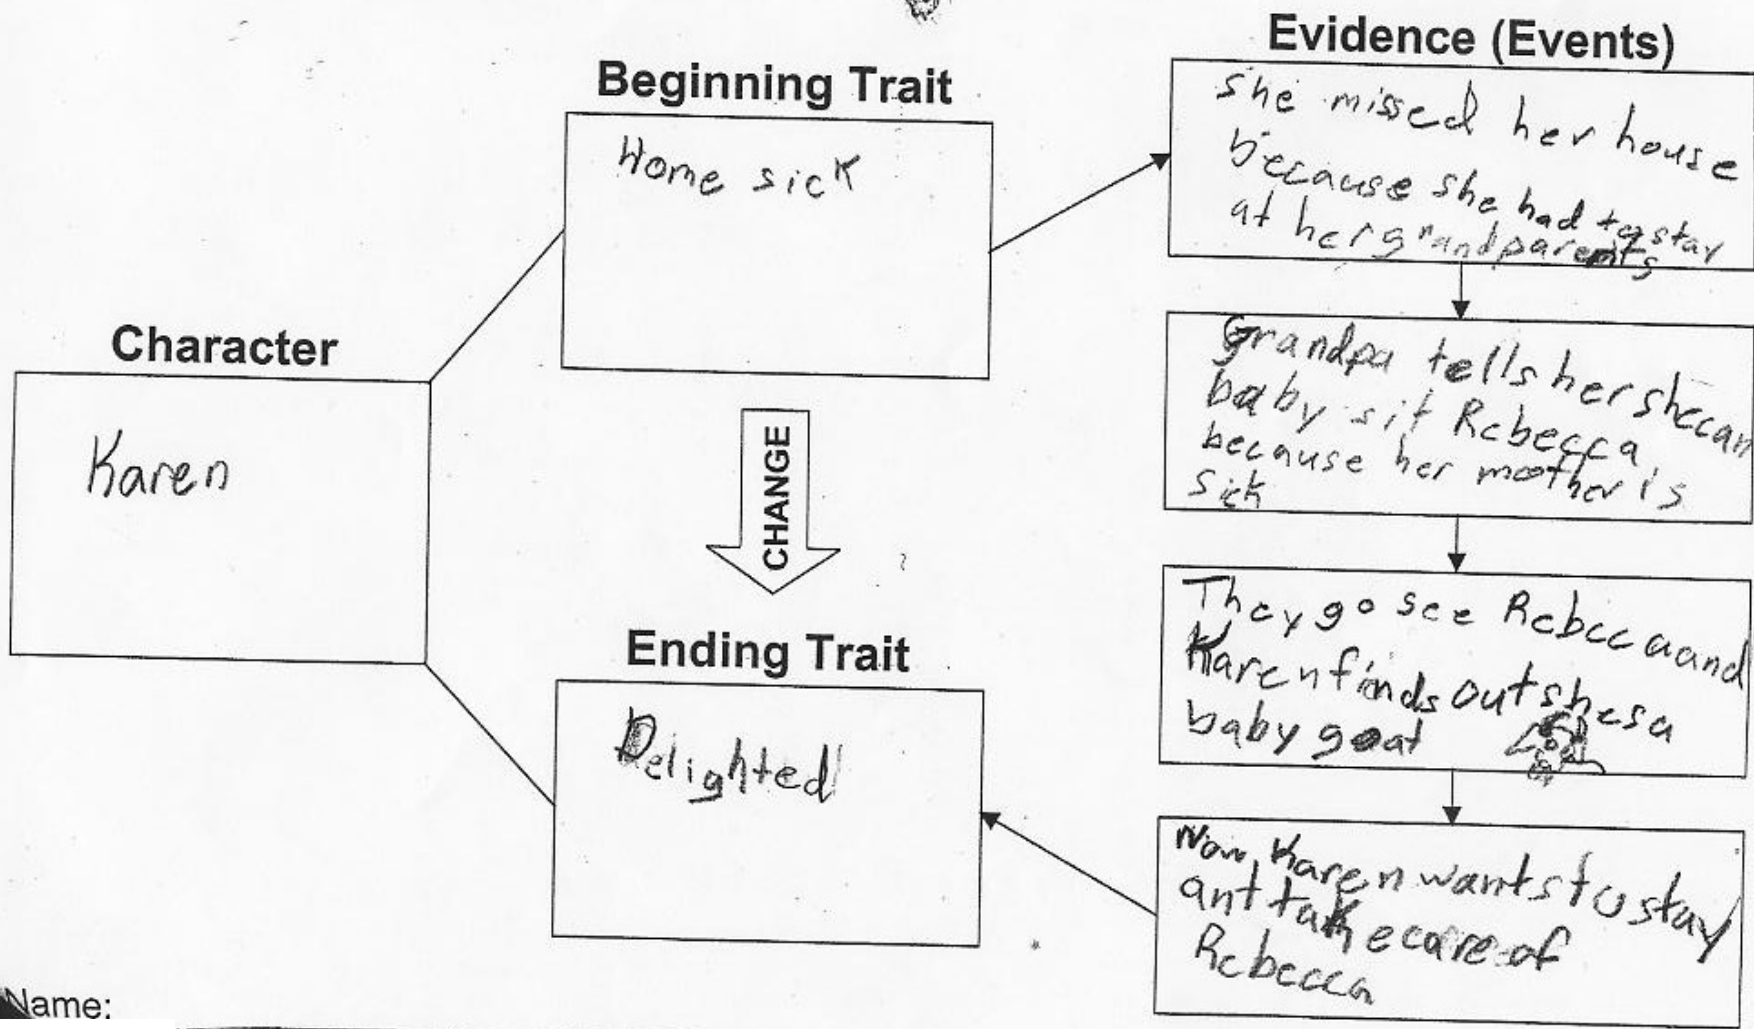 Evidence (Events)
Beginning Trait
she missed her house
because she had to stay
at her grandparents
Home sick
Character
Karen
Grandpa tells her she can
baby sit Rebecca
because her mother is
sick
CHANGE
They go see Rebecca and
Karen finds out shes a
baby goat
Ending Trait
Delighted
Now Karen wants to stay
ant take care of
Rebecca
Name: